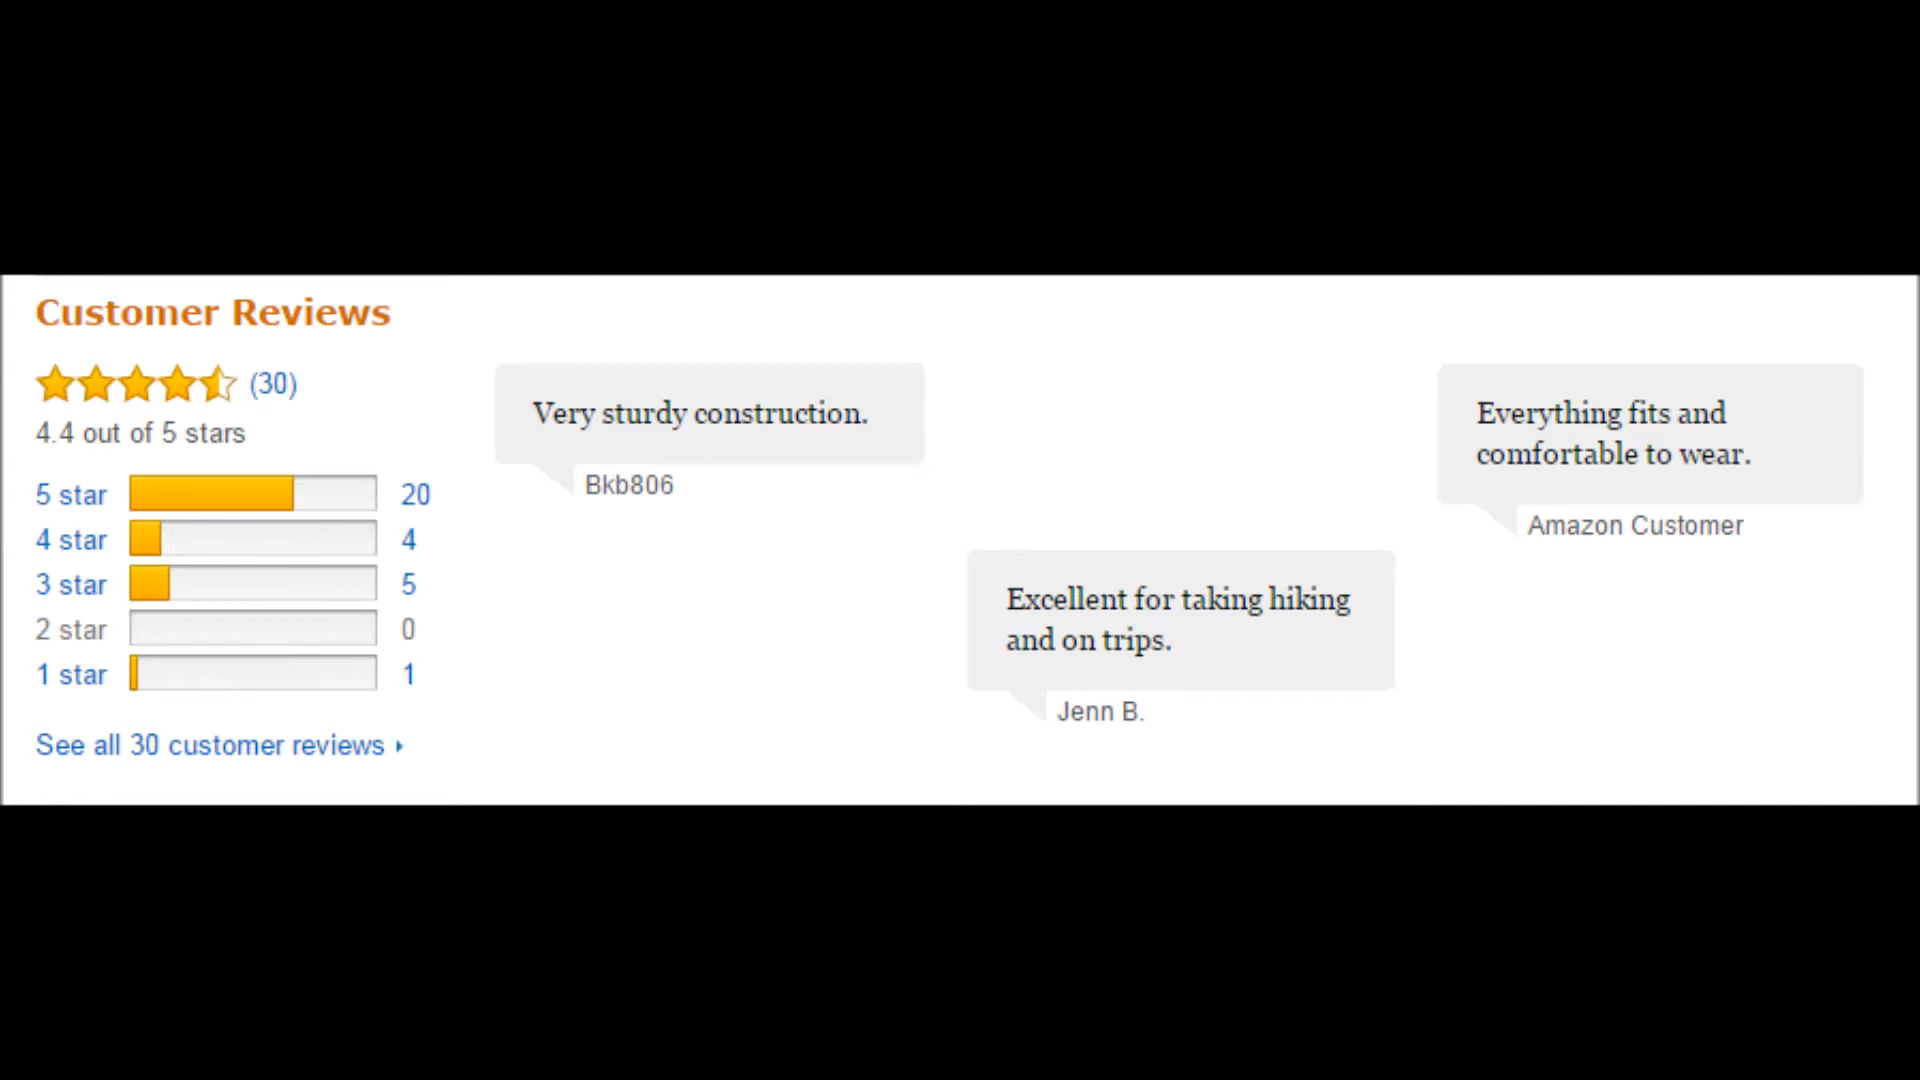 Customer Reviews
(30)
4.4 out of 5 stars
5 star 20
4 star 4
3 star 5
2 star 0
1 star 1
See all 30 customer reviews
Very sturdy construction.
Bkb806
Excellent for taking hiking
and on trips.
Jenn B.
Everything fits and
comfortable to wear.
Amazon Customer